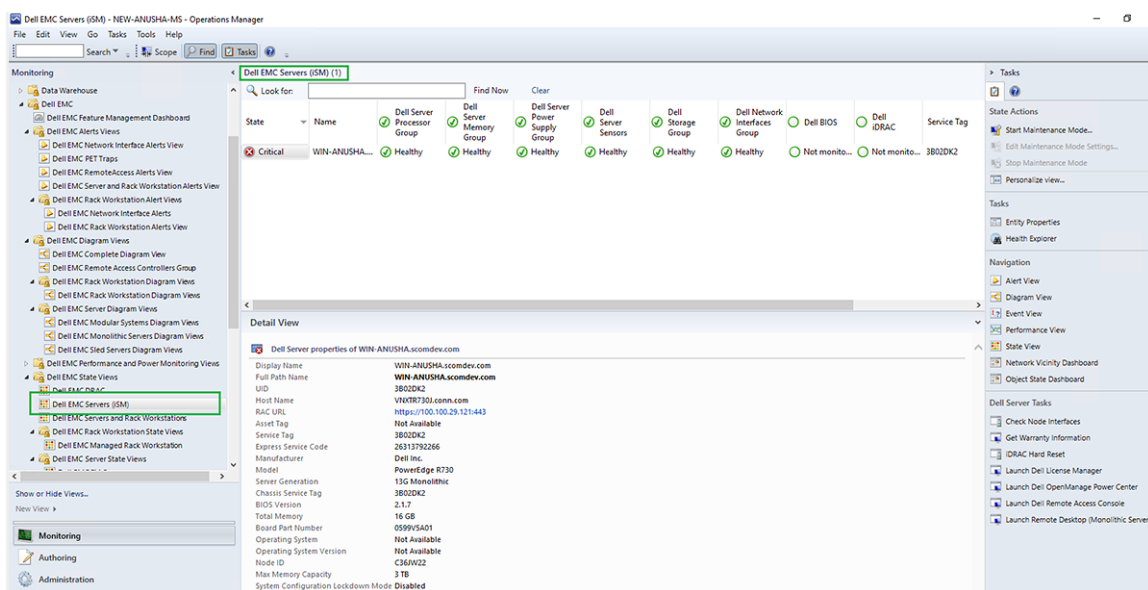 Dell EMC Servers (iSM) - NEW-ANUSHA-MS - Operations Manager
File Edit View Go Tasks Tools Help
Search Scope Find Tasks
Monitoring
Data Warehouse
Dell EMC
Dell EMC Feature Management Dashboard
Dell EMC Alerts Views
Dell EMC Network Interface Alerts View
Dell EMC PET Traps
Dell EMC RemoteAccess Alerts View
Dell EMC Server and Rack Workstation Alerts View
Dell EMC Rack Workstation Alert Views
Dell EMC Network Interface Alerts
Dell EMC Rack Workstation Alerts View
Dell EMC Diagram Views
Dell EMC Complete Diagram View
Dell EMC Remote Access Controllers Group
Dell EMC Rack Workstation Diagram Views
Dell EMC Rack Workstation Diagram Views
Dell EMC Server Diagram Views
Dell EMC Modular Systems Diagram Views
Dell EMC Monolithic Servers Diagram Views
Dell EMC Sled Servers Diagram Views
Dell EMC Performance and Power Monitoring Views
Dell EMC State Views
Dell EMC DRAC
Dell EMC Servers (iSM)
Dell EMC Servers and Rack Workstations
Dell EMC Rack Workstation State Views
Dell EMC Managed Rack Workstation
Dell EMC Server State Views
Show or Hide Views...
New View
Monitoring
Authoring
Administration
Dell EMC Servers (iSM) (1)
Look for: Find Now Clear
State Name Dell Server Processor Group Dell Server Memory Group Dell Server Power Supply Group Dell Server Sensors Dell Storage Group Dell Network Interfaces Group Dell BIOS Dell iDRAC Service Tag
Critical WIN-ANUSHA.... Healthy Healthy Healthy Healthy Healthy Healthy Not monito... Not monito... 3B02DK2
Detail View
Dell Server properties of WIN-ANUSHA.scomdev.com
Display Name WIN-ANUSHA.scomdev.com
Full Path Name WIN-ANUSHA.scomdev.com
UID 3B02DK2
Host Name VNXTR730J.conn.com
RAC URL https://100.100.29.121:443
Asset Tag Not Available
Service Tag 3B02DK2
Express Service Code 26313792266
Manufacturer Dell Inc.
Model PowerEdge R730
Server Generation 13G Monolithic
Chassis Service Tag 3B02DK2
BIOS Version 2.1.7
Total Memory 16 GB
Board Part Number 0599V5A01
Operating System Not Available
Operating System Version Not Available
Node ID C36JW22
Max Memory Capacity 3 TB
System Configuration Lockdown Mode Disabled
Tasks
State Actions
Start Maintenance Mode...
Edit Maintenance Mode Settings...
Stop Maintenance Mode
Personalize view...
Tasks
Entity Properties
Health Explorer
Navigation
Alert View
Diagram View
Event View
Performance View
State View
Network Vicinity Dashboard
Object State Dashboard
Dell Server Tasks
Check Node Interfaces
Get Warranty Information
iDRAC Hard Reset
Launch Dell License Manager
Launch Dell OpenManage Power Center
Launch Dell Remote Access Console
Launch Remote Desktop (Monolithic Server